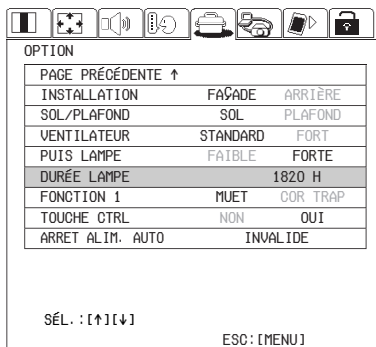 OPTION
PAGE PRÉCÉDENTE ↑
INSTALLATION FAÇADE ARRIÈRE
SOL/PLAFOND SOL PLAFOND
VENTILATEUR STANDARD FORT
PUIS LAMPE FAIBLE FORTE
DURÉE LAMPE 1820 H
FONCTION 1 MUET COR TRAP
TOUCHE CTRL NON OUI
ARRET ALIM. AUTO INVALIDE
SÉL.:[↑][↓]
ESC:[MENU]